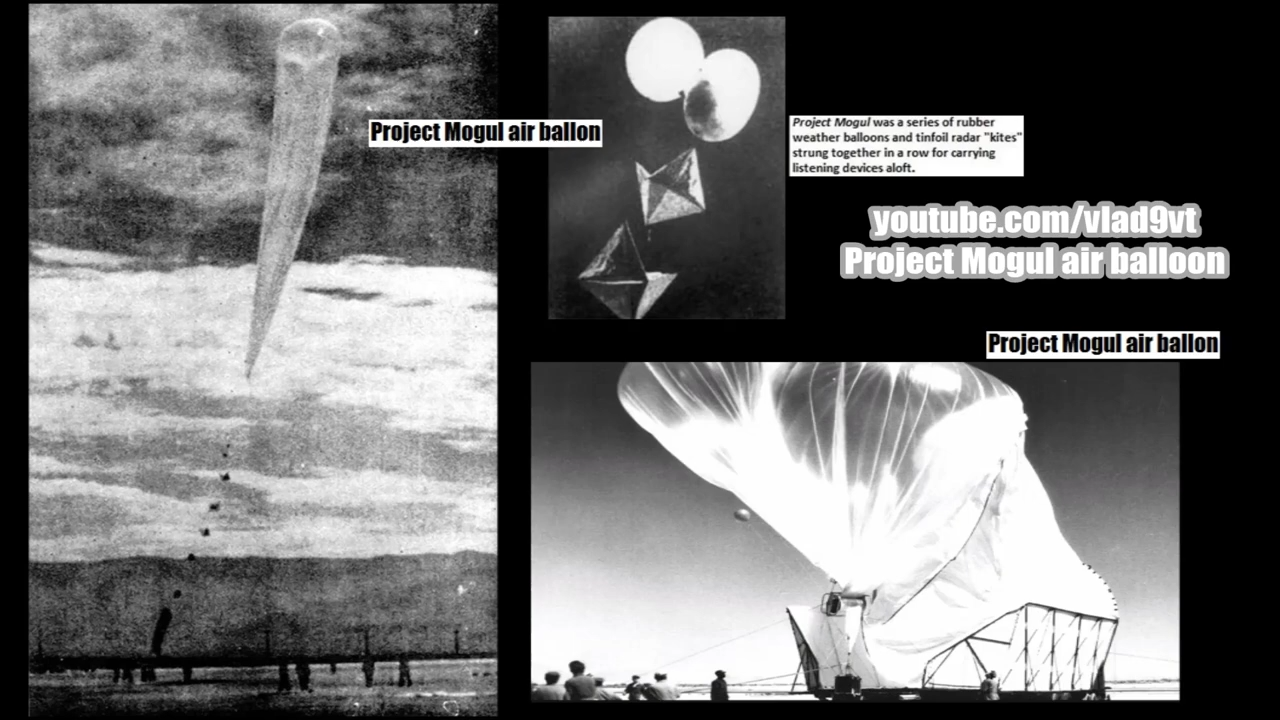 Project Mogul air ballon
Project Mogul was a series of rubber
weather balloons and tinfoil radar "kites"
strung together in a row for carrying
listening devices aloft.
youtube.com/vlad9vt
Project Mogul air balloon
Project Mogul air ballon